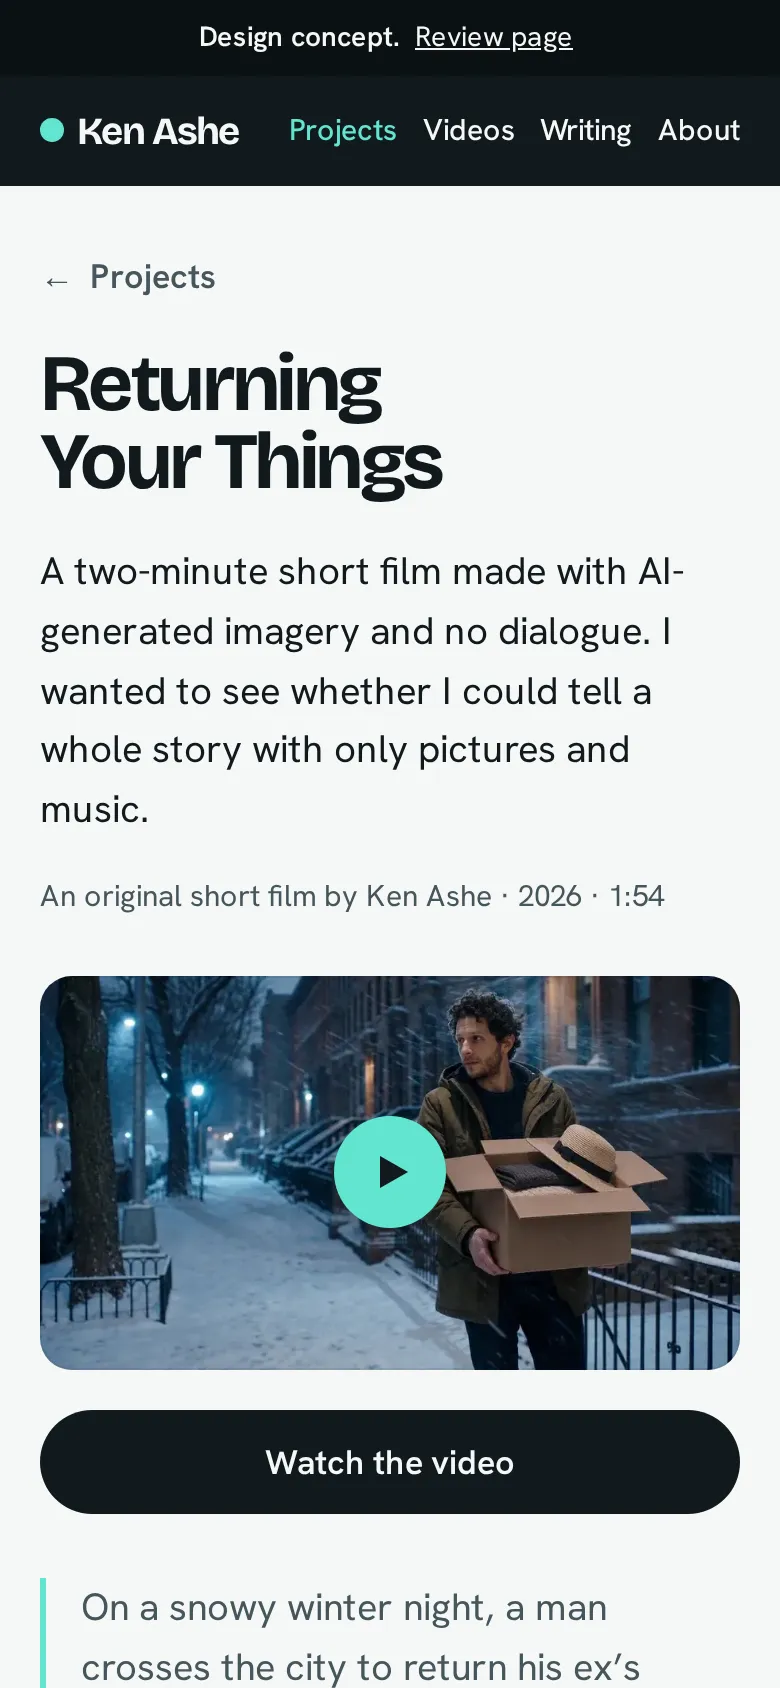 Design concept. Review page
Ken Ashe Projects Videos Writing About
← Projects
Returning
Your Things
A two-minute short film made with AI-
generated imagery and no dialogue. I
wanted to see whether I could tell a
whole story with only pictures and
music.
An original short film by Ken Ashe · 2026 · 1:54
Watch the video
On a snowy winter night, a man
crosses the city to return his ex’s